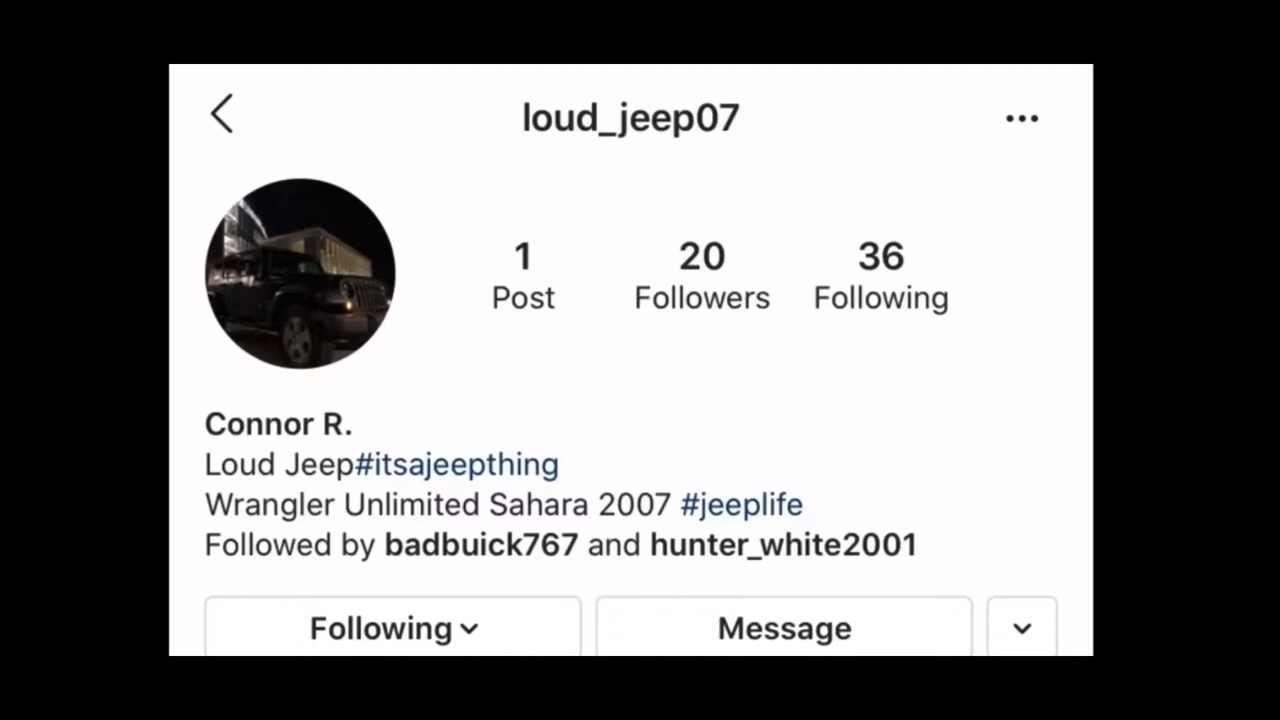 loud_jeep07
1 20 36
Post Followers Following
Connor R.
Loud Jeep#itsajeepthing
Wrangler Unlimited Sahara 2007 #jeeplife
Followed by badbuick767 and hunter_white2001
Following Message